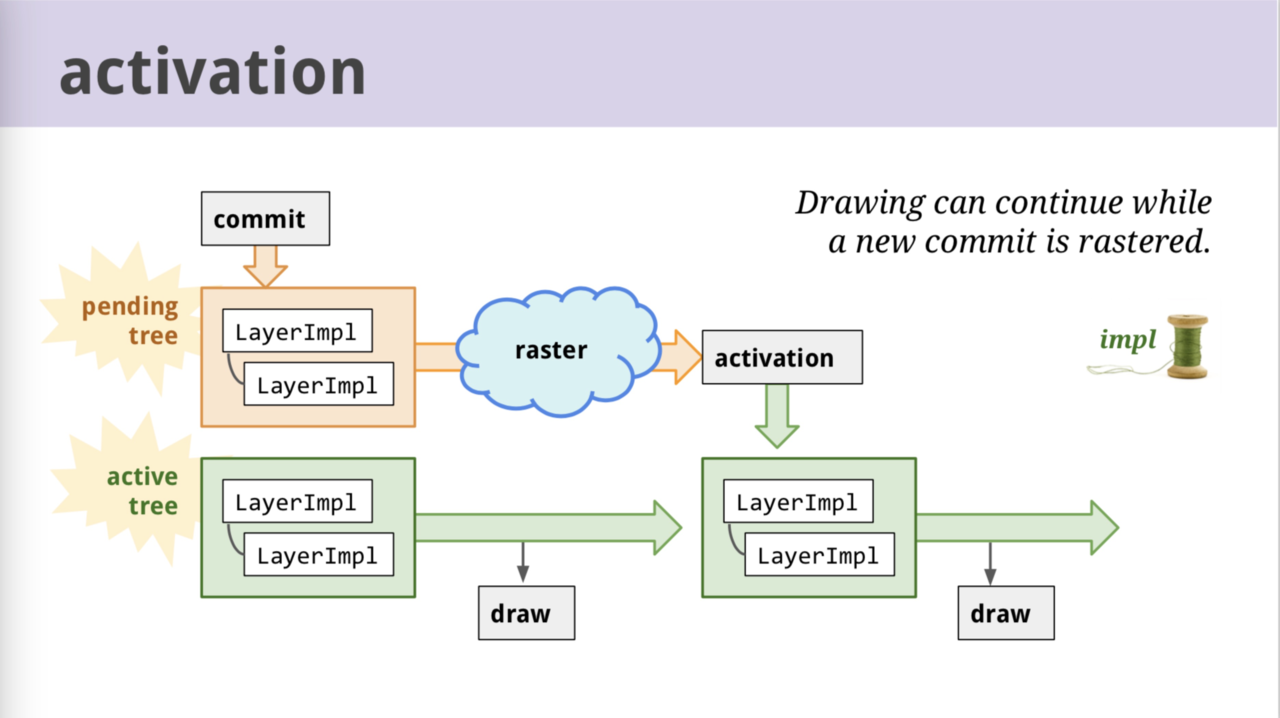 activation
commit
Drawing can continue while
a new commit is rastered.
pending
tree
LayerImpl
LayerImpl
raster
activation
impl
active
tree
LayerImpl
LayerImpl
draw
LayerImpl
LayerImpl
draw